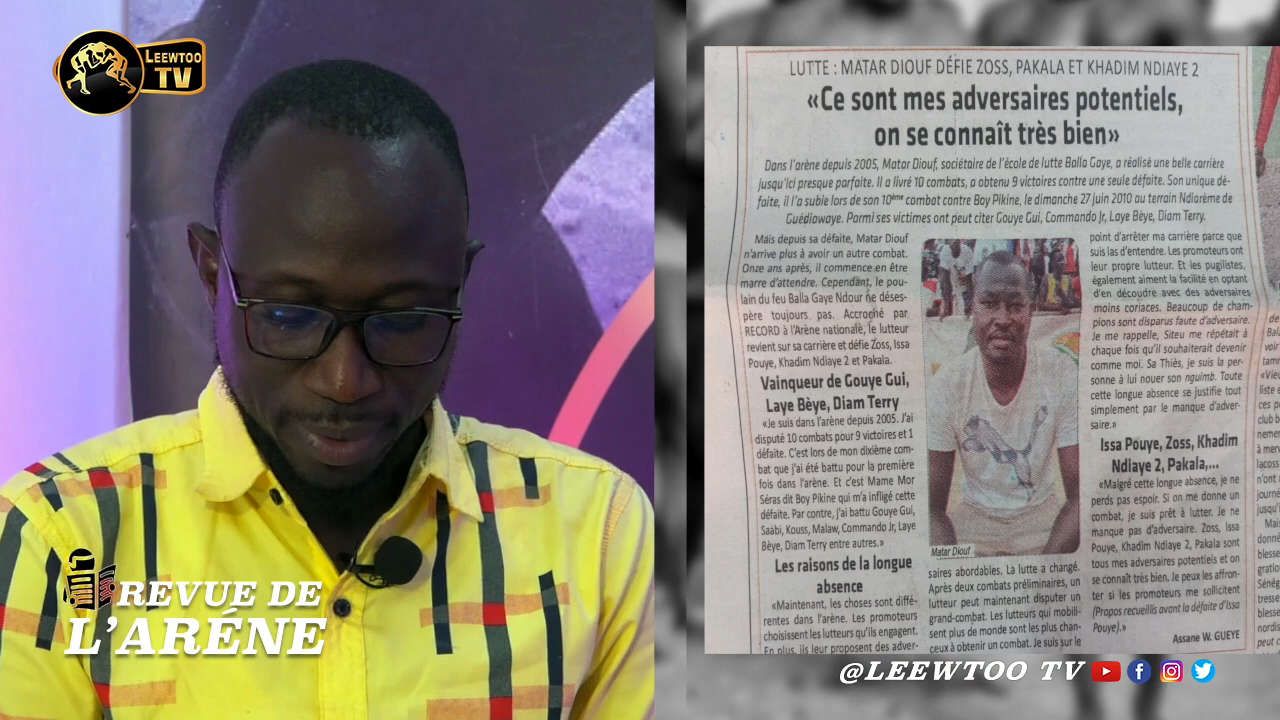 LEEWTOO
TV
REVUE DE
L'ARÉNE
LUTTE : MATAR DIOUF DÉFIE ZOSS, PAKALA ET KHADIM NDIAYE 2
«Ce sont mes adversaires potentiels,
on se connaît très bien»
Dans l'arène depuis 2005, Matar Diouf, sociétaire de l'école de lutte Balla Gaye, a réalisé une belle carrière
jusqu'ici presque parfaite. Il a livré 10 combats, a obtenu 9 victoires contre une seule défaite. Son unique dé-
faite, il l'a subie lors de son 10ème combat contre Boy Pikine, le dimanche 27 juin 2010 au terrain Ndiarème de
Guédiawaye. Parmi ses victimes ont peut citer Gouye Gui, Commando Jr, Laye Bèye, Diam Terry.
Mais depuis sa défaite, Matar Diouf
n'arrive plus à avoir un autre combat.
Onze ans après, il commence en être
marre d'attendre. Cependant, le pou-
lain du feu Balla Gaye Ndour ne déses-
père toujours pas. Accroché par
RECORD à l'Arène nationale, le lutteur
revient sur sa carrière et défie Zoss, Issa
Pouye, Khadim Ndiaye 2 et Pakala.
Vainqueur de Gouye Gui,
Laye Bèye, Diam Terry
«Je suis dans l'arène depuis 2005. J'ai
disputé 10 combats pour 9 victoires et 1
défaite. C'est lors de mon dixième com-
bat que j'ai été battu pour la première
fois dans l'arène. Et c'est Mame Mor
Séras dit Boy Pikine qui m'a infligé cette
défaite. Par contre, j'ai battu Gouye Gui,
Saabi, Kouss, Malaw, Commando Jr, Laye
Bèye, Diam Terry entre autres.»
Les raisons de la longue
absence
«Maintenant, les choses sont diffé-
rentes dans l'arène. Les promoteurs
choisissent les lutteurs qu'ils engagent.
En plus, ils leur proposent des adver-
Matar Diouf
saires abordables. La lutte a changé.
Après deux combats préliminaires, un
lutteur peut maintenant disputer un
grand-combat. Les lutteurs qui mobili-
sent plus de monde sont les plus chan-
ceux à obtenir un combat. Je suis sur le
point d'arrêter ma carrière parce que
suis las d'entendre. Les promoteurs ont
leur propre lutteur. Et les pugilistes,
également aiment la facilité en optant
d'en découdre avec des adversaires
moins coriaces. Beaucoup de cham-
pions sont disparus faute d'adversaire.
Je me rappelle, Siteu me répétait à
chaque fois qu'il souhaiterait devenir
comme moi. Sa Thiès, je suis la per-
sonne à lui nouer son nguimb. Toute
cette longue absence se justifie tout
simplement par le manque d'adver-
saire.»
Issa Pouye, Zoss, Khadim
Ndiaye 2, Pakala,...
«Malgré cette longue absence, je ne
perds pas espoir. Si on me donne un
combat, je suis prêt à lutter. Je ne
manque pas d'adversaire. Zoss, Issa
Pouye, Khadim Ndiaye 2, Pakala sont
tous mes adversaires potentiels et on
se connaît très bien. Je peux les affron-
ter si les promoteurs me sollicitent
(Propos recueillis avant la défaite d'Issa
Pouye).»
Assane W. GUEYE
@LEEWTOO TV